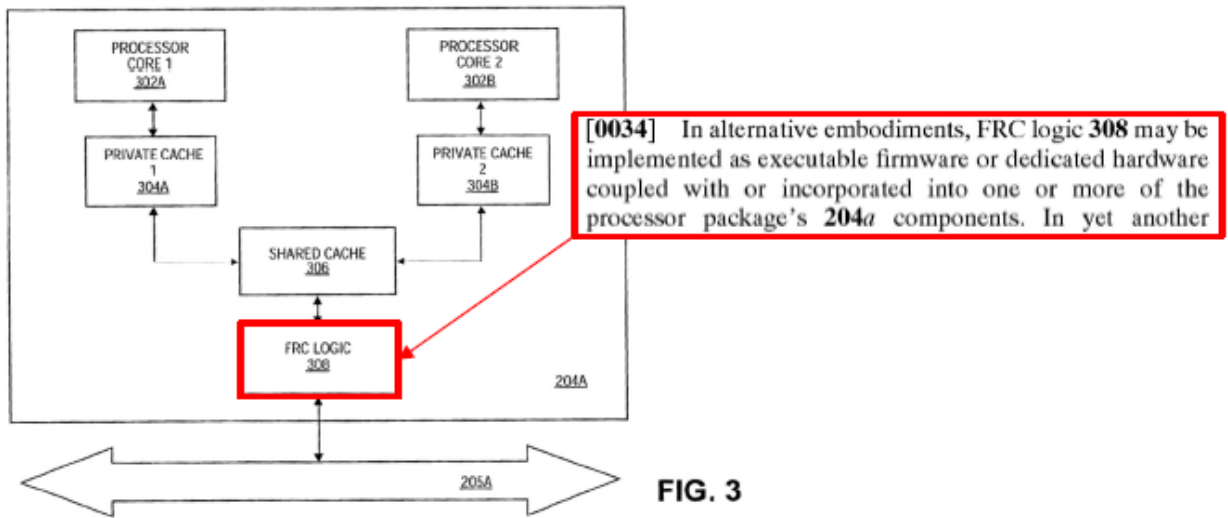 PROCESSOR
CORE 1
302A
PROCESSOR
CORE 2
302B
PRIVATE CACHE
1
304A
PRIVATE CACHE
2
304B
SHARED CACHE
306
FRC LOGIC
308
204A
205A
[0034] In alternative embodiments, FRC logic 308 may be
implemented as executable firmware or dedicated hardware
coupled with or incorporated into one or more of the
processor package's 204a components. In yet another
FIG. 3